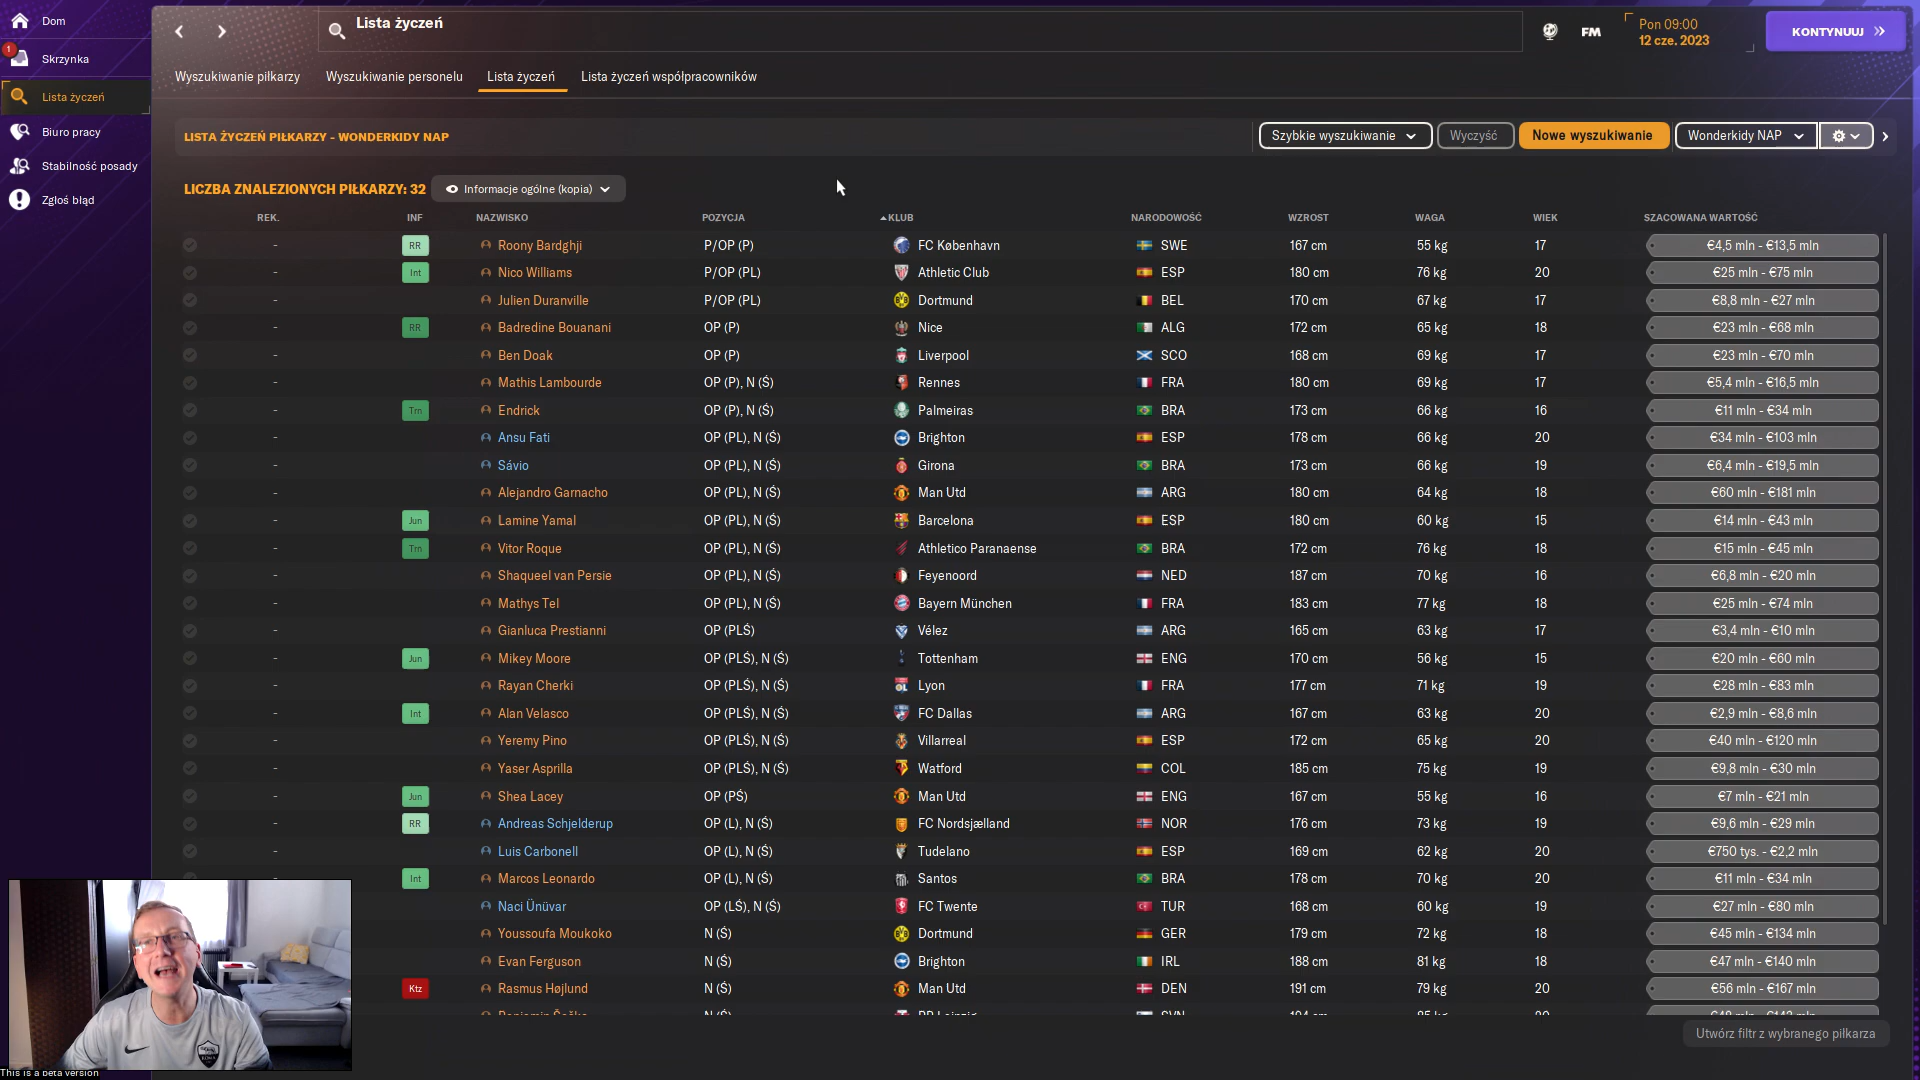 Dom
Lista życzeń
Pon 09:00
12 cze. 2023
FM
KONTYNUUJ
1
Skrzynka
Lista życzeń
Biuro pracy
Stabilność posady
Zgłoś błąd
Wyszukiwanie piłkarzy Wyszukiwanie personelu Lista życzeń Lista życzeń współpracowników
LISTA ŻYCZEŃ PIŁKARZY - WONDERKIDY NAP Szybkie wyszukiwanie Wyczyść Nowe wyszukiwanie Wonderkidy NAP
LICZBA ZNALEZIONYCH PIŁKARZY: 32 Informacje ogólne (kopia)
REK. INF NAZWISKO POZYCJA KLUB NARODOWOŚĆ WZROST WAGA WIEK SZACOWANA WARTOŚĆ
- RR Roony Bardghji P/OP (P) FC København SWE 167 cm 55 kg 17 €4,5 mln - €13,5 mln
- Int Nico Williams P/OP (PL) Athletic Club ESP 180 cm 76 kg 20 €25 mln - €75 mln
- Julien Duranville P/OP (PL) Dortmund BEL 170 cm 67 kg 17 €8,8 mln - €27 mln
- RR Badredine Bouanani OP (P) Nice ALG 172 cm 65 kg 18 €23 mln - €68 mln
- Ben Doak OP (P) Liverpool SCO 168 cm 69 kg 17 €23 mln - €70 mln
- Mathis Lambourde OP (P), N (Ś) Rennes FRA 180 cm 69 kg 17 €5,4 mln - €16,5 mln
- Trn Endrick OP (P), N (Ś) Palmeiras BRA 173 cm 66 kg 16 €11 mln - €34 mln
- Ansu Fati OP (PL), N (Ś) Brighton ESP 178 cm 66 kg 20 €34 mln - €103 mln
- Sávio OP (PL), N (Ś) Girona BRA 173 cm 66 kg 19 €6,4 mln - €19,5 mln
- Alejandro Garnacho OP (PL), N (Ś) Man Utd ARG 180 cm 64 kg 18 €60 mln - €181 mln
- Jun Lamine Yamal OP (PL), N (Ś) Barcelona ESP 180 cm 60 kg 15 €14 mln - €43 mln
- Trn Vitor Roque OP (PL), N (Ś) Athletico Paranaense BRA 172 cm 76 kg 18 €15 mln - €45 mln
- Shaqueel van Persie OP (PL), N (Ś) Feyenoord NED 187 cm 70 kg 16 €6,8 mln - €20 mln
- Mathys Tel OP (PL), N (Ś) Bayern München FRA 183 cm 77 kg 18 €25 mln - €74 mln
- Gianluca Prestianni OP (PLŚ) Vélez ARG 165 cm 63 kg 17 €3,4 mln - €10 mln
- Jun Mikey Moore OP (PLŚ), N (Ś) Tottenham ENG 170 cm 56 kg 15 €20 mln - €60 mln
- Rayan Cherki OP (PLŚ), N (Ś) Lyon FRA 177 cm 71 kg 19 €28 mln - €83 mln
- Int Alan Velasco OP (PLŚ), N (Ś) FC Dallas ARG 167 cm 63 kg 20 €2,9 mln - €8,6 mln
- Yeremy Pino OP (PLŚ), N (Ś) Villarreal ESP 172 cm 65 kg 20 €40 mln - €120 mln
- Yaser Asprilla OP (PLŚ), N (Ś) Watford COL 185 cm 75 kg 19 €9,8 mln - €30 mln
- Jun Shea Lacey OP (PŚ) Man Utd ENG 167 cm 55 kg 16 €7 mln - €21 mln
- RR Andreas Schjelderup OP (L), N (Ś) FC Nordsjælland NOR 176 cm 73 kg 19 €9,6 mln - €29 mln
- Luis Carbonell OP (L), N (Ś) Tudelano ESP 169 cm 62 kg 20 €750 tys. - €2,2 mln
- Int Marcos Leonardo OP (L), N (Ś) Santos BRA 178 cm 70 kg 20 €11 mln - €34 mln
Naci Ünüvar OP (LŚ), N (Ś) FC Twente TUR 168 cm 60 kg 19 €27 mln - €80 mln
Youssoufa Moukoko N (Ś) Dortmund GER 179 cm 72 kg 18 €45 mln - €134 mln
Evan Ferguson N (Ś) Brighton IRL 188 cm 81 kg 18 €47 mln - €140 mln
Ktz Rasmus Højlund N (Ś) Man Utd DEN 191 cm 79 kg 20 €56 mln - €167 mln
Utwórz filtr z wybranego piłkarza
This is a beta version